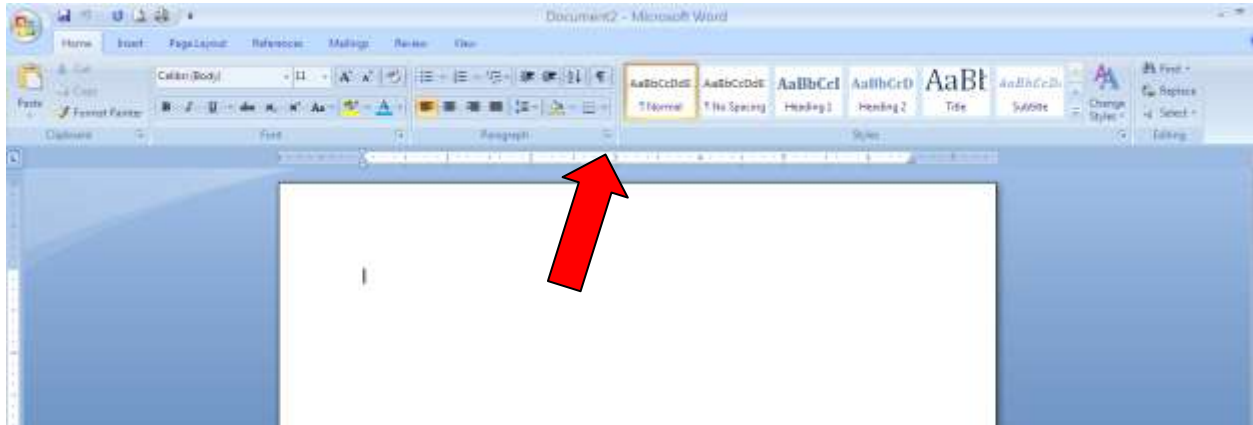 Document2 - Microsoft Word
Home Insert Page Layout References Mailings Review View
Paste
Cut
Copy
Format Painter
Clipboard
Calibri (Body) 11
Font
Paragraph
AaBbCcDdE AaBbCcDdE AaBbCcI AaBbCcD AaBb AaBbCcD
¶ Normal ¶ No Spacing Heading 1 Heading 2 Title Subtitle
Change Styles
Styles
Find
Replace
Select
Editing